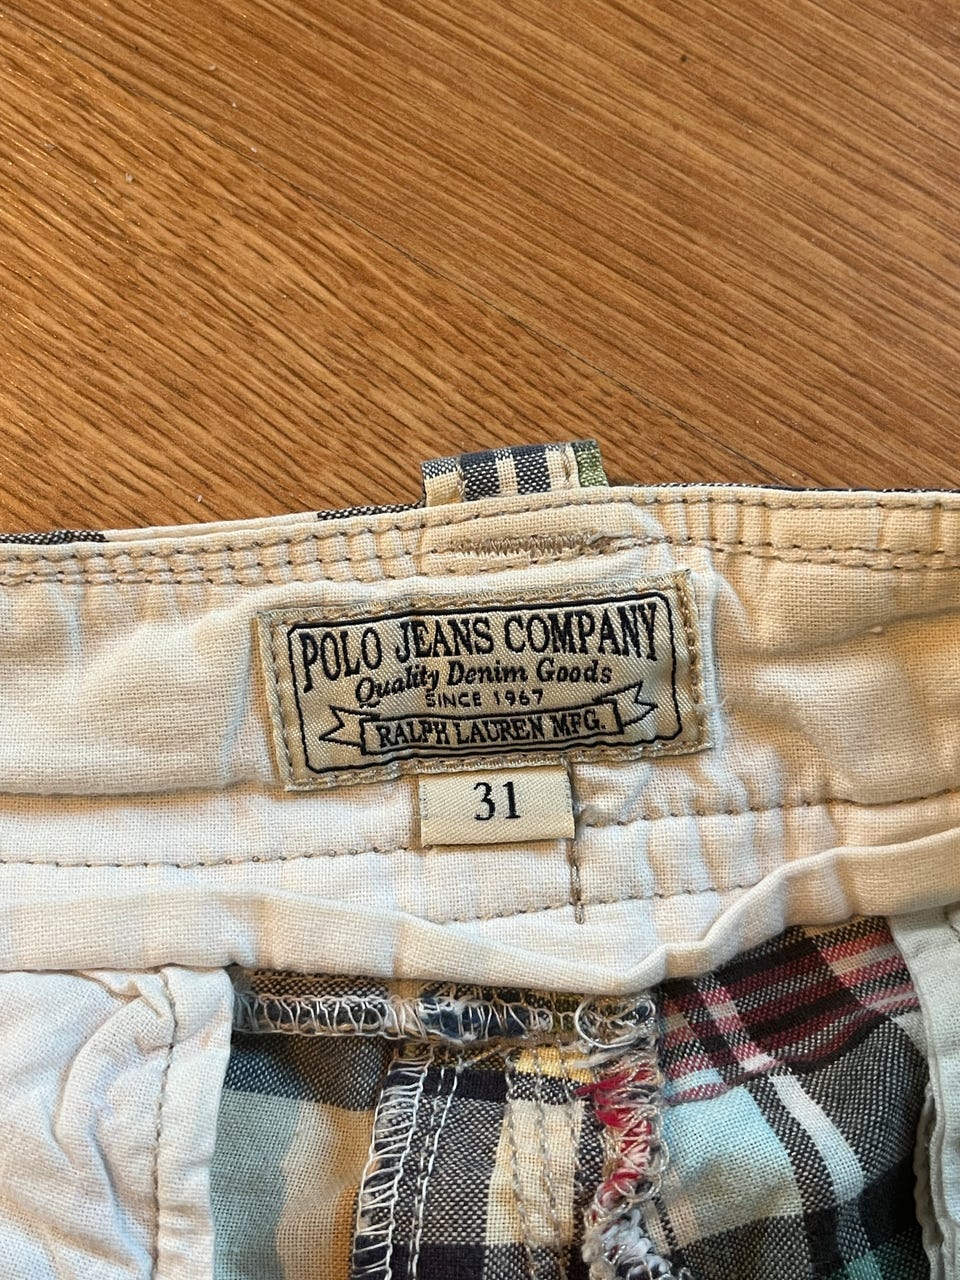 POLO JEANS COMPANY
Quality Denim Goods
SINCE 1967
RALPH LAUREN MFG.
31